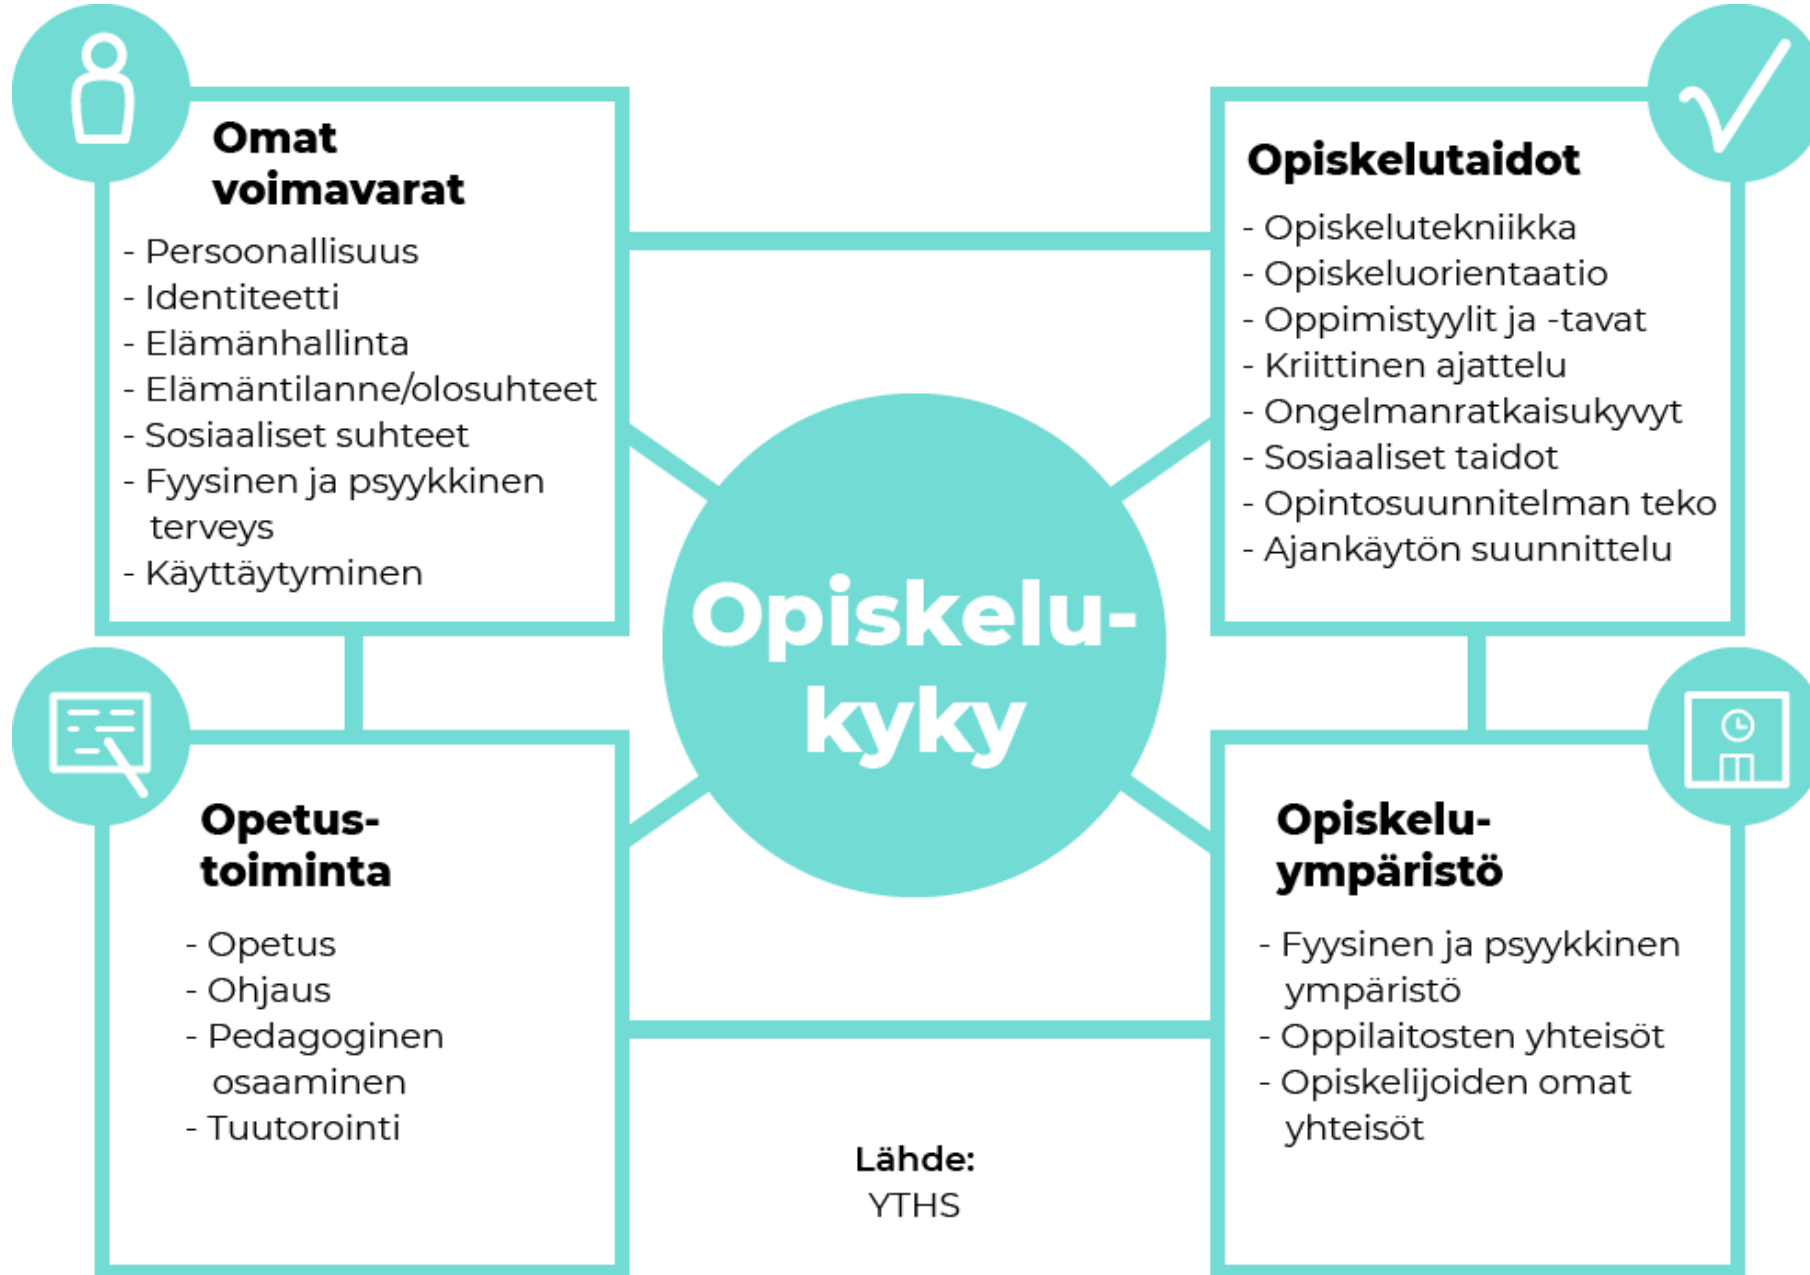 Omat
voimavarat
- Persoonallisuus
- Identiteetti
- Elämänhallinta
- Elämäntilanne/olosuhteet
- Sosiaaliset suhteet
- Fyysinen ja psyykkinen
terveys
- Käyttäytyminen
Opiskelutaidot
- Opiskelutekniikka
- Opiskeluorientaatio
- Oppimistyylit ja -tavat
- Kriittinen ajattelu
- Ongelmanratkaisukyvyt
- Sosiaaliset taidot
- Opintosuunnitelman teko
- Ajankäytön suunnittelu
Opiskelu-
kyky
Opetus-
toiminta
- Opetus
- Ohjaus
- Pedagoginen
osaaminen
- Tuutorointi
Opiskelu-
ympäristö
- Fyysinen ja psyykkinen
ympäristö
- Oppilaitosten yhteisöt
- Opiskelijoiden omat
yhteisöt
Lähde:
YTHS